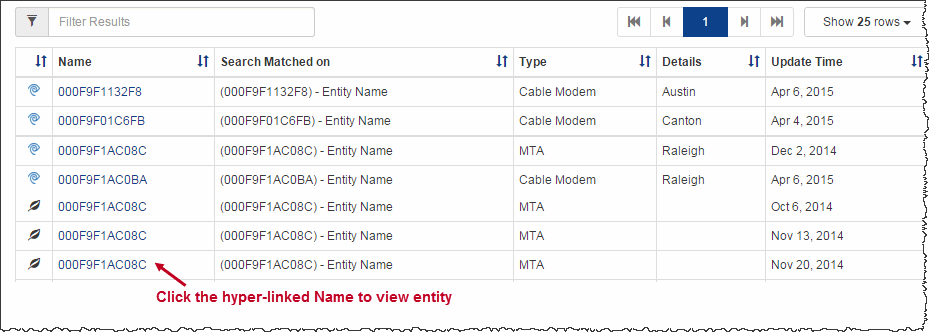 Filter Results 1 Show 25 rows
Name Search Matched on Type Details Update Time
000F9F1132F8 (000F9F1132F8) - Entity Name Cable Modem Austin Apr 6, 2015
000F9F01C6FB (000F9F01C6FB) - Entity Name Cable Modem Canton Apr 4, 2015
000F9F1AC08C (000F9F1AC08C) - Entity Name MTA Raleigh Dec 2, 2014
000F9F1AC0BA (000F9F1AC0BA) - Entity Name Cable Modem Raleigh Apr 6, 2015
000F9F1AC08C (000F9F1AC08C) - Entity Name MTA Oct 6, 2014
000F9F1AC08C (000F9F1AC08C) - Entity Name MTA Nov 13, 2014
000F9F1AC08C (000F9F1AC08C) - Entity Name MTA Nov 20, 2014
Click the hyper-linked Name to view entity